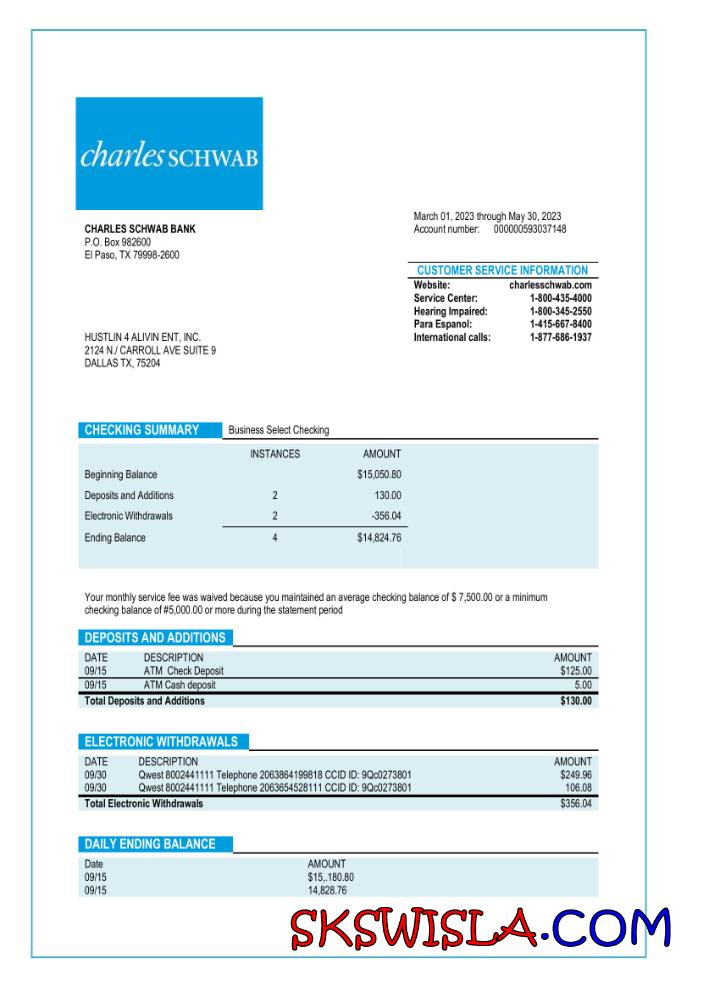 charles SCHWAB
March 01, 2023 through May 30, 2023
Account number: 000000593037148
CHARLES SCHWAB BANK
P.O. Box 982600
El Paso, TX 79998-2600
CUSTOMER SERVICE INFORMATION
Website: charlesschwab.com
Service Center: 1-800-435-4000
Hearing Impaired: 1-800-345-2550
Para Espanol: 1-415-667-8400
International calls: 1-877-686-1937
HUSTLIN 4 ALIVIN ENT, INC.
2124 N./ CARROLL AVE SUITE 9
DALLAS TX, 75204
CHECKING SUMMARY Business Select Checking
INSTANCES AMOUNT
Beginning Balance $15,050.80
Deposits and Additions 2 130.00
Electronic Withdrawals 2 -356.04
Ending Balance 4 $14,824.76
Your monthly service fee was waived because you maintained an average checking balance of $ 7,500.00 or a minimum
checking balance of #5,000.00 or more during the statement period
DEPOSITS AND ADDITIONS
DATE DESCRIPTION AMOUNT
09/15 ATM Check Deposit $125.00
09/15 ATM Cash deposit 5.00
Total Deposits and Additions $130.00
ELECTRONIC WITHDRAWALS
DATE DESCRIPTION AMOUNT
09/30 Qwest 8002441111 Telephone 2063864199818 CCID ID: 9Qc0273801 $249.96
09/30 Qwest 8002441111 Telephone 2063654528111 CCID ID: 9Qc0273801 106.08
Total Electronic Withdrawals $356.04
DAILY ENDING BALANCE
Date AMOUNT
09/15 $15,.180.80
09/15 14,828.76
SKSWISLA.COM